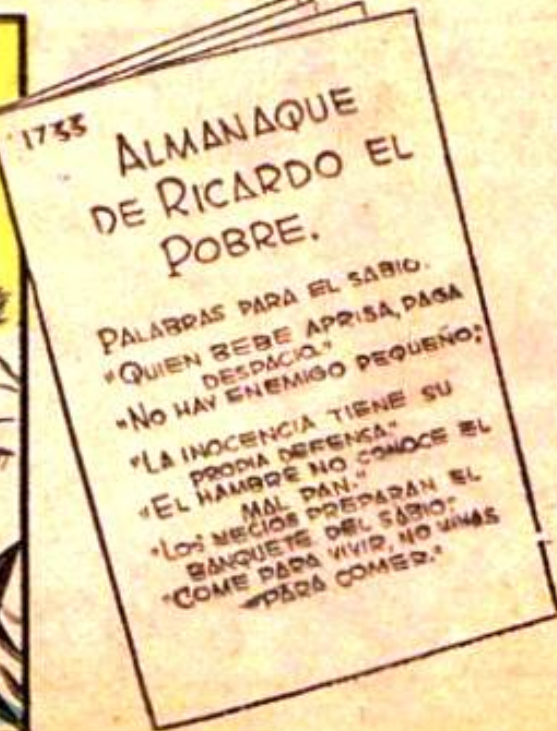 1733
ALMANAQUE
DE RICARDO EL
POBRE.
PALABRAS PARA EL SABIO.
"QUIEN BEBE APRISA, PAGA
DESPACIO."
"NO HAY ENEMIGO PEQUEÑO."
"LA INOCENCIA TIENE SU
PROPIA DEFENSA."
"EL HAMBRE NO CONOCE EL
MAL PAN."
"LOS NECIOS PREPARAN EL
BANQUETE DEL SABIO."
"COME PARA VIVIR, NO VIVAS
PARA COMER."